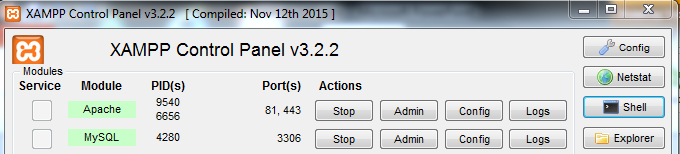 XAMPP Control Panel v3.2.2 [ Compiled: Nov 12th 2015 ]
XAMPP Control Panel v3.2.2
Config
Modules
Service Module PID(s) Port(s) Actions
Netstat
Apache 9540 6656 81, 443 Stop Admin Config Logs
Shell
MySQL 4280 3306 Stop Admin Config Logs
Explorer